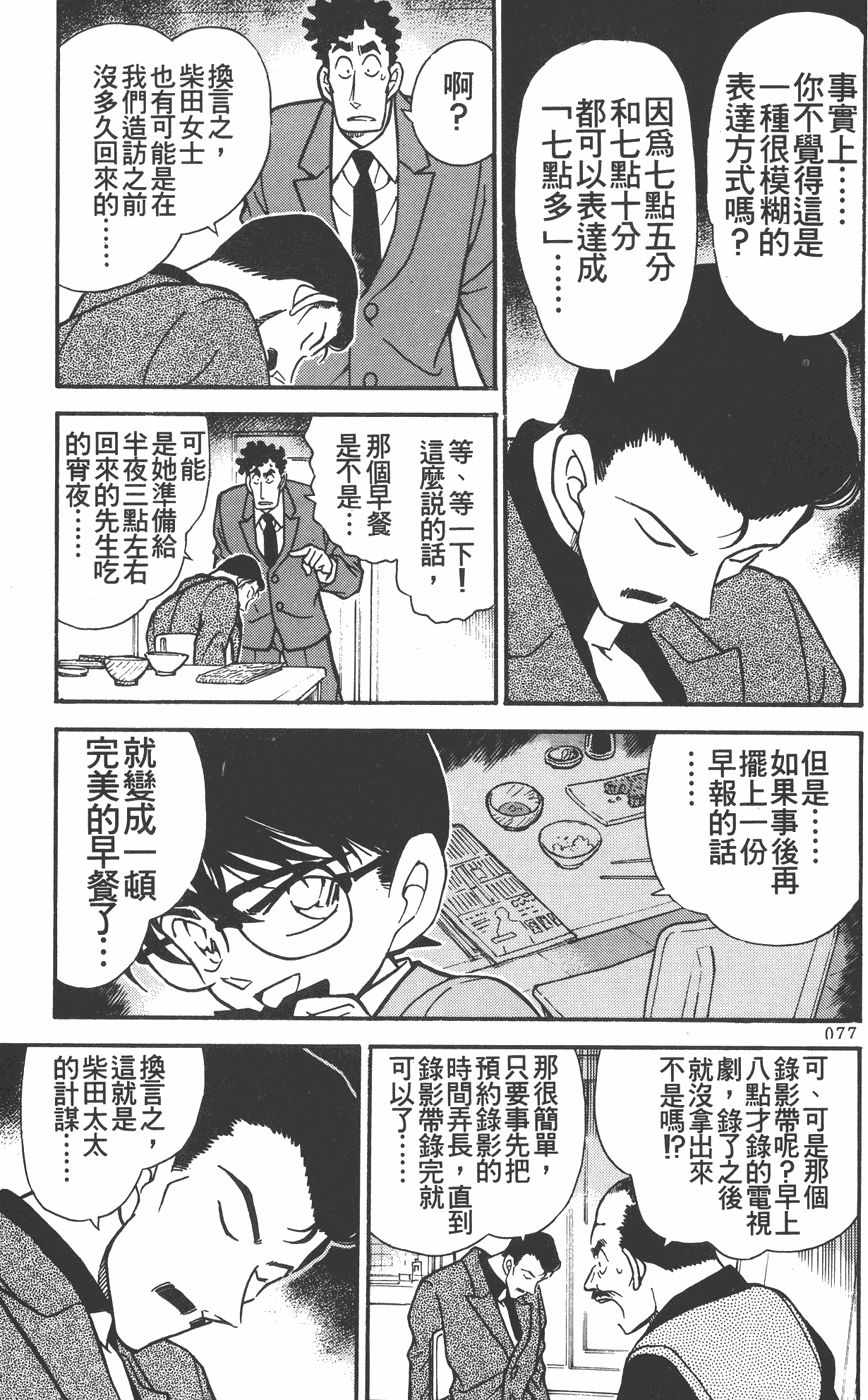 事實上……
你不覺得這是
一種很模糊的
表達方式嗎？
因爲七點五分
和七點十分
都可以表達成
「七點多」……
啊？
換言之，
柴田女士
也有可能是在
我們造訪之前
沒多久回來的……
等、等一下！
這麼説的話，
那個早餐
是不是…
可能
是她準備給
半夜三點左右
回來的先生吃
的宵夜……
但是……
如果事後再
擺上一份
早報的話
……
就變成一頓
完美的早餐了…
077
可、可是那個
錄影帶呢？早上
八點才錄的電視
劇，錄了之後
就沒拿出來
不是嗎！？
那很簡單，
只要事先把
預約錄影的
時間弄長，直到
錄影帶錄完就
可以了……
換言之，
這就是
柴田太太
的計謀……